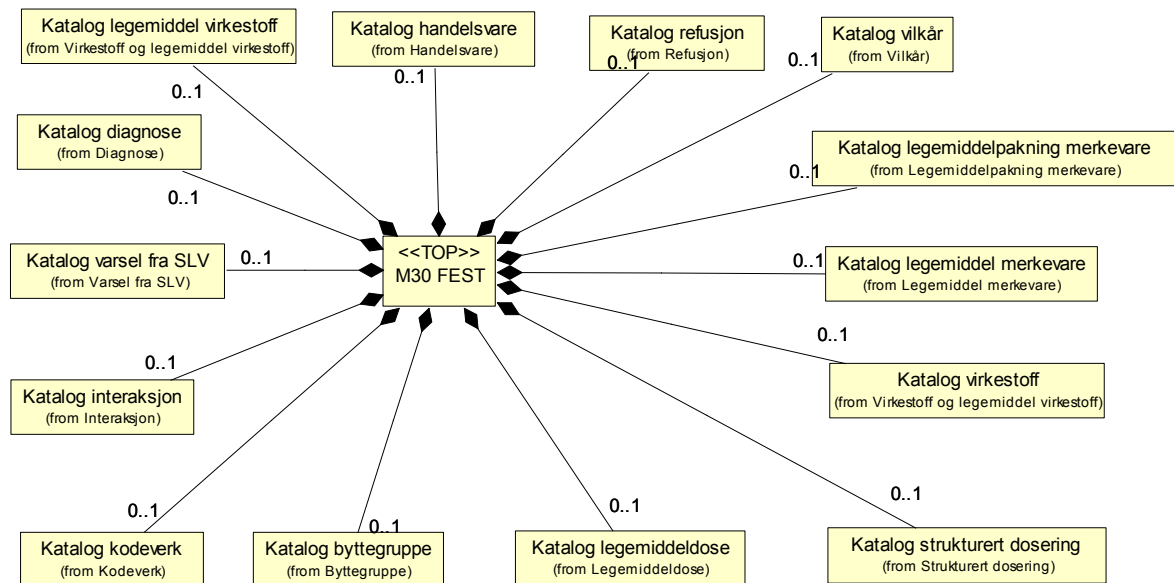 Katalog legemiddel virkestoff
(from Virkestoff og legemiddel virkestoff)
0..1
Katalog handelsvare
(from Handelsvare)
0..1
Katalog refusjon
(from Refusjon)
0..1
Katalog vilkår
(from Vilkår)
0..1
Katalog diagnose
(from Diagnose)
0..1
Katalog legemiddelpakning merkevare
(from Legemiddelpakning merkevare)
0..1
<<TOP>>
M30 FEST
Katalog varsel fra SLV
(from Varsel fra SLV)
0..1
Katalog legemiddel merkevare
(from Legemiddel merkevare)
0..1
Katalog interaksjon
(from Interaksjon)
0..1
Katalog virkestoff
(from Virkestoff og legemiddel virkestoff)
0..1
Katalog kodeverk
(from Kodeverk)
0..1
Katalog byttegruppe
(from Byttegruppe)
0..1
Katalog legemiddeldose
(from Legemiddeldose)
0..1
Katalog strukturert dosering
(from Strukturert dosering)
0..1